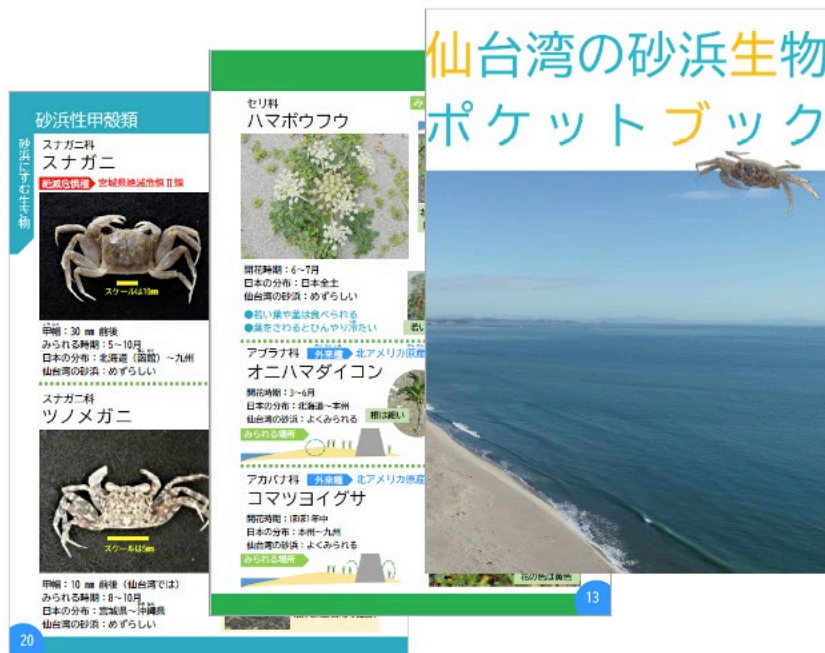 仙台湾の砂浜生物
ポケットブック
セリ科
ハマボウフウ
開花時期：6～7月
日本の分布：日本全土
仙台湾の砂浜：めずらしい
●若い葉や茎は食べられる
●葉をさわるとひんやり冷たい
アブラナ科 外来種 北アメリカ原産
オニハマダイコン
開花時期：3～6月
日本の分布：北海道～本州
仙台湾の砂浜：よくみられる
根は細い
みられる場所
アカバナ科 外来種 北アメリカ原産
コマツヨイグサ
開花時期：ほぼ1年中
日本の分布：本州～九州
仙台湾の砂浜：よくみられる
みられる場所
花の色は黄色
13
砂浜性甲殻類
砂浜にすむ生き物
スナガニ科
スナガニ
絶滅危惧種 宮城県絶滅危惧Ⅱ類
スケールは10mm
甲幅：30 mm 前後
みられる時期：5～10月
日本の分布：北海道（函館）～九州
仙台湾の砂浜：めずらしい
スナガニ科
ツノメガニ
スケールは5mm
甲幅：10 mm 前後（仙台湾では）
みられる時期：8～10月
日本の分布：宮城県～沖縄県
仙台湾の砂浜：めずらしい
20